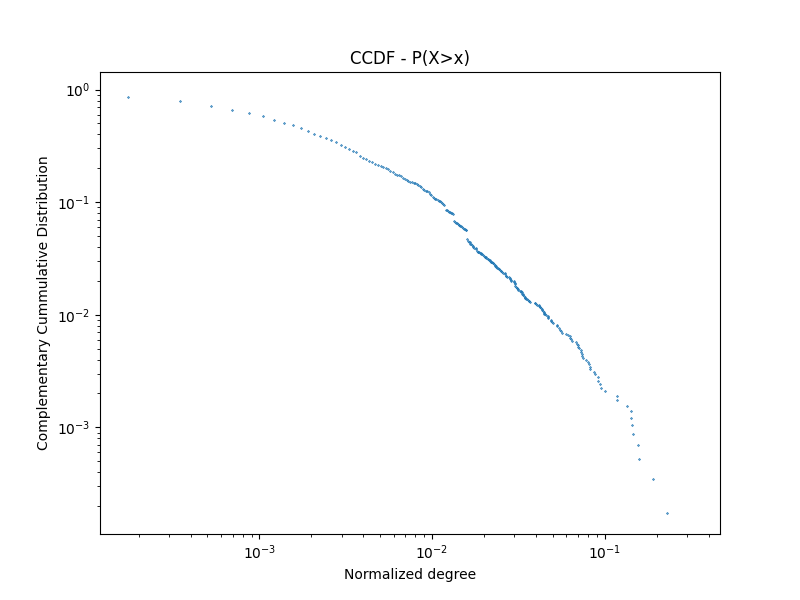 CCDF - P(X>x)
Complementary Cummulative Distribution
10⁰
10⁻¹
10⁻²
10⁻³
10⁻³
10⁻²
10⁻¹
Normalized degree